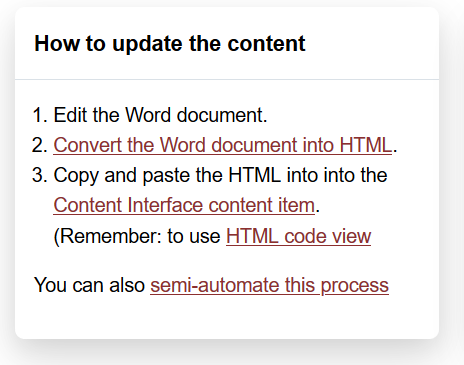 How to update the content
1. Edit the Word document.
2. Convert the Word document into HTML.
3. Copy and paste the HTML into into the
Content Interface content item.
(Remember: to use HTML code view
You can also semi-automate this process